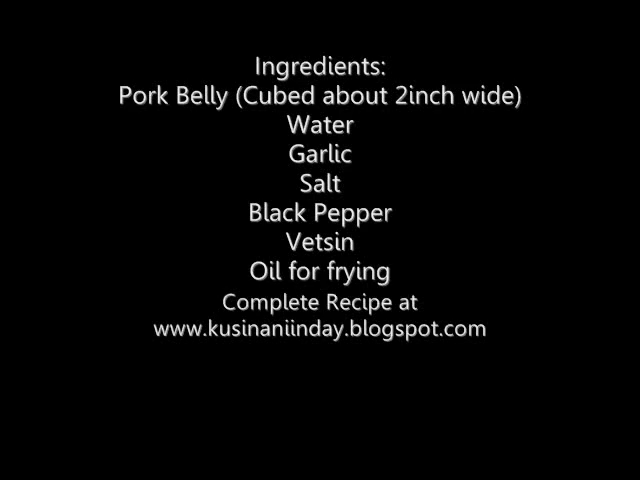 Ingredients:
Pork Belly (Cubed about 2inch wide)
Water
Garlic
Salt
Black Pepper
Vetsin
Oil for frying
Complete Recipe at
www.kusinaniinday.blogspot.com